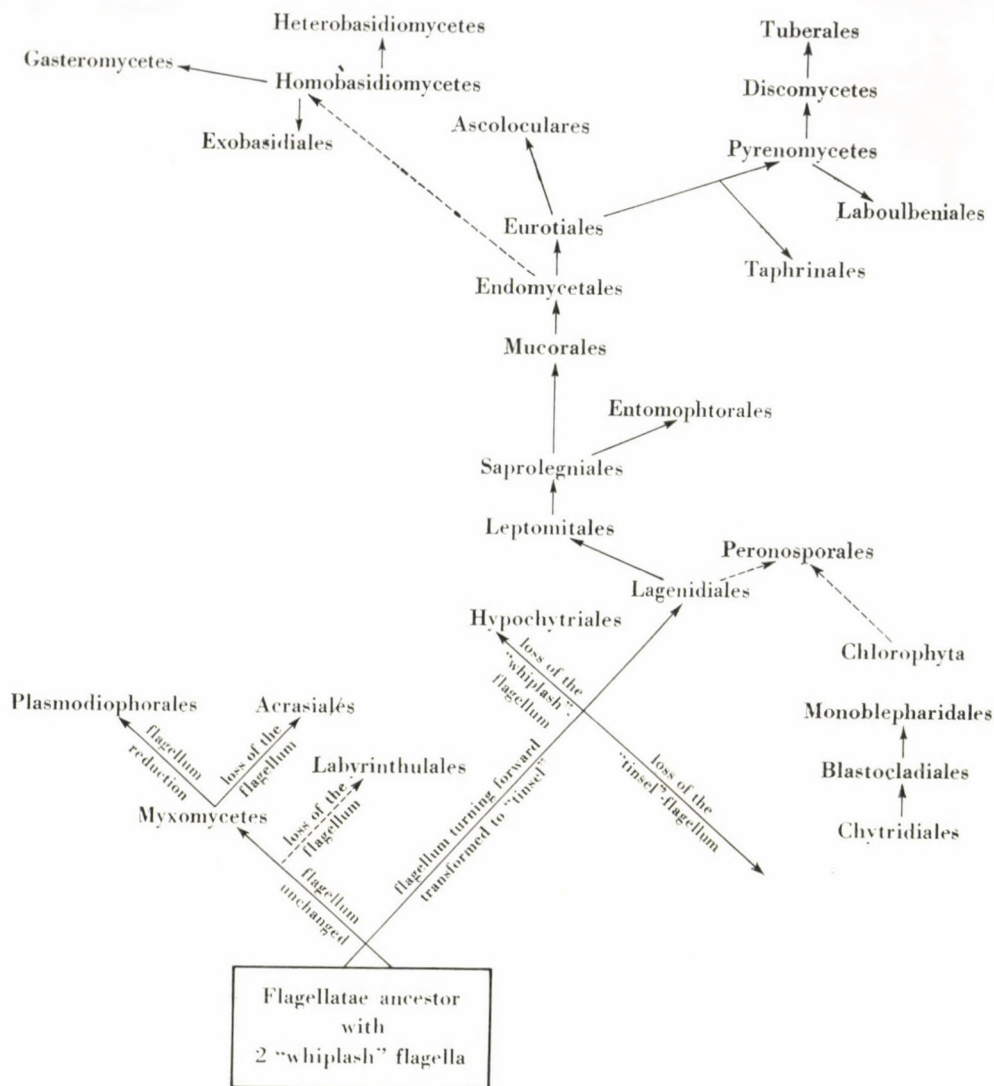 Heterobasidiomycetes
Tuberales
Gasteromycetes
Homobasidiomycetes
Discomycetes
Exobasidiales
Ascoloculares
Pyrenomycetes
Laboulbeniales
Eurotiales
Taphrinales
Endomycetales
Mucorales
Entomophtorales
Saprolegniales
Leptomitales
Peronosporales
Lagenidiales
Hypochytriales
Chlorophyta
loss of the
"whiplash"-
flagellum
Plasmodiophorales
Acrasialés
Monoblepharidales
flagellum
reduction
loss of the
flagellum
Labyrinthulales
loss of the
"tinsel"-flagellum
Blastocladiales
Myxomycetes
loss of the
flagellum
flagellum turning forward
transformed to "tinsel"
Chytridiales
flagellum
unchanged
Flagellatae ancestor
with
2 "whiplash" flagella